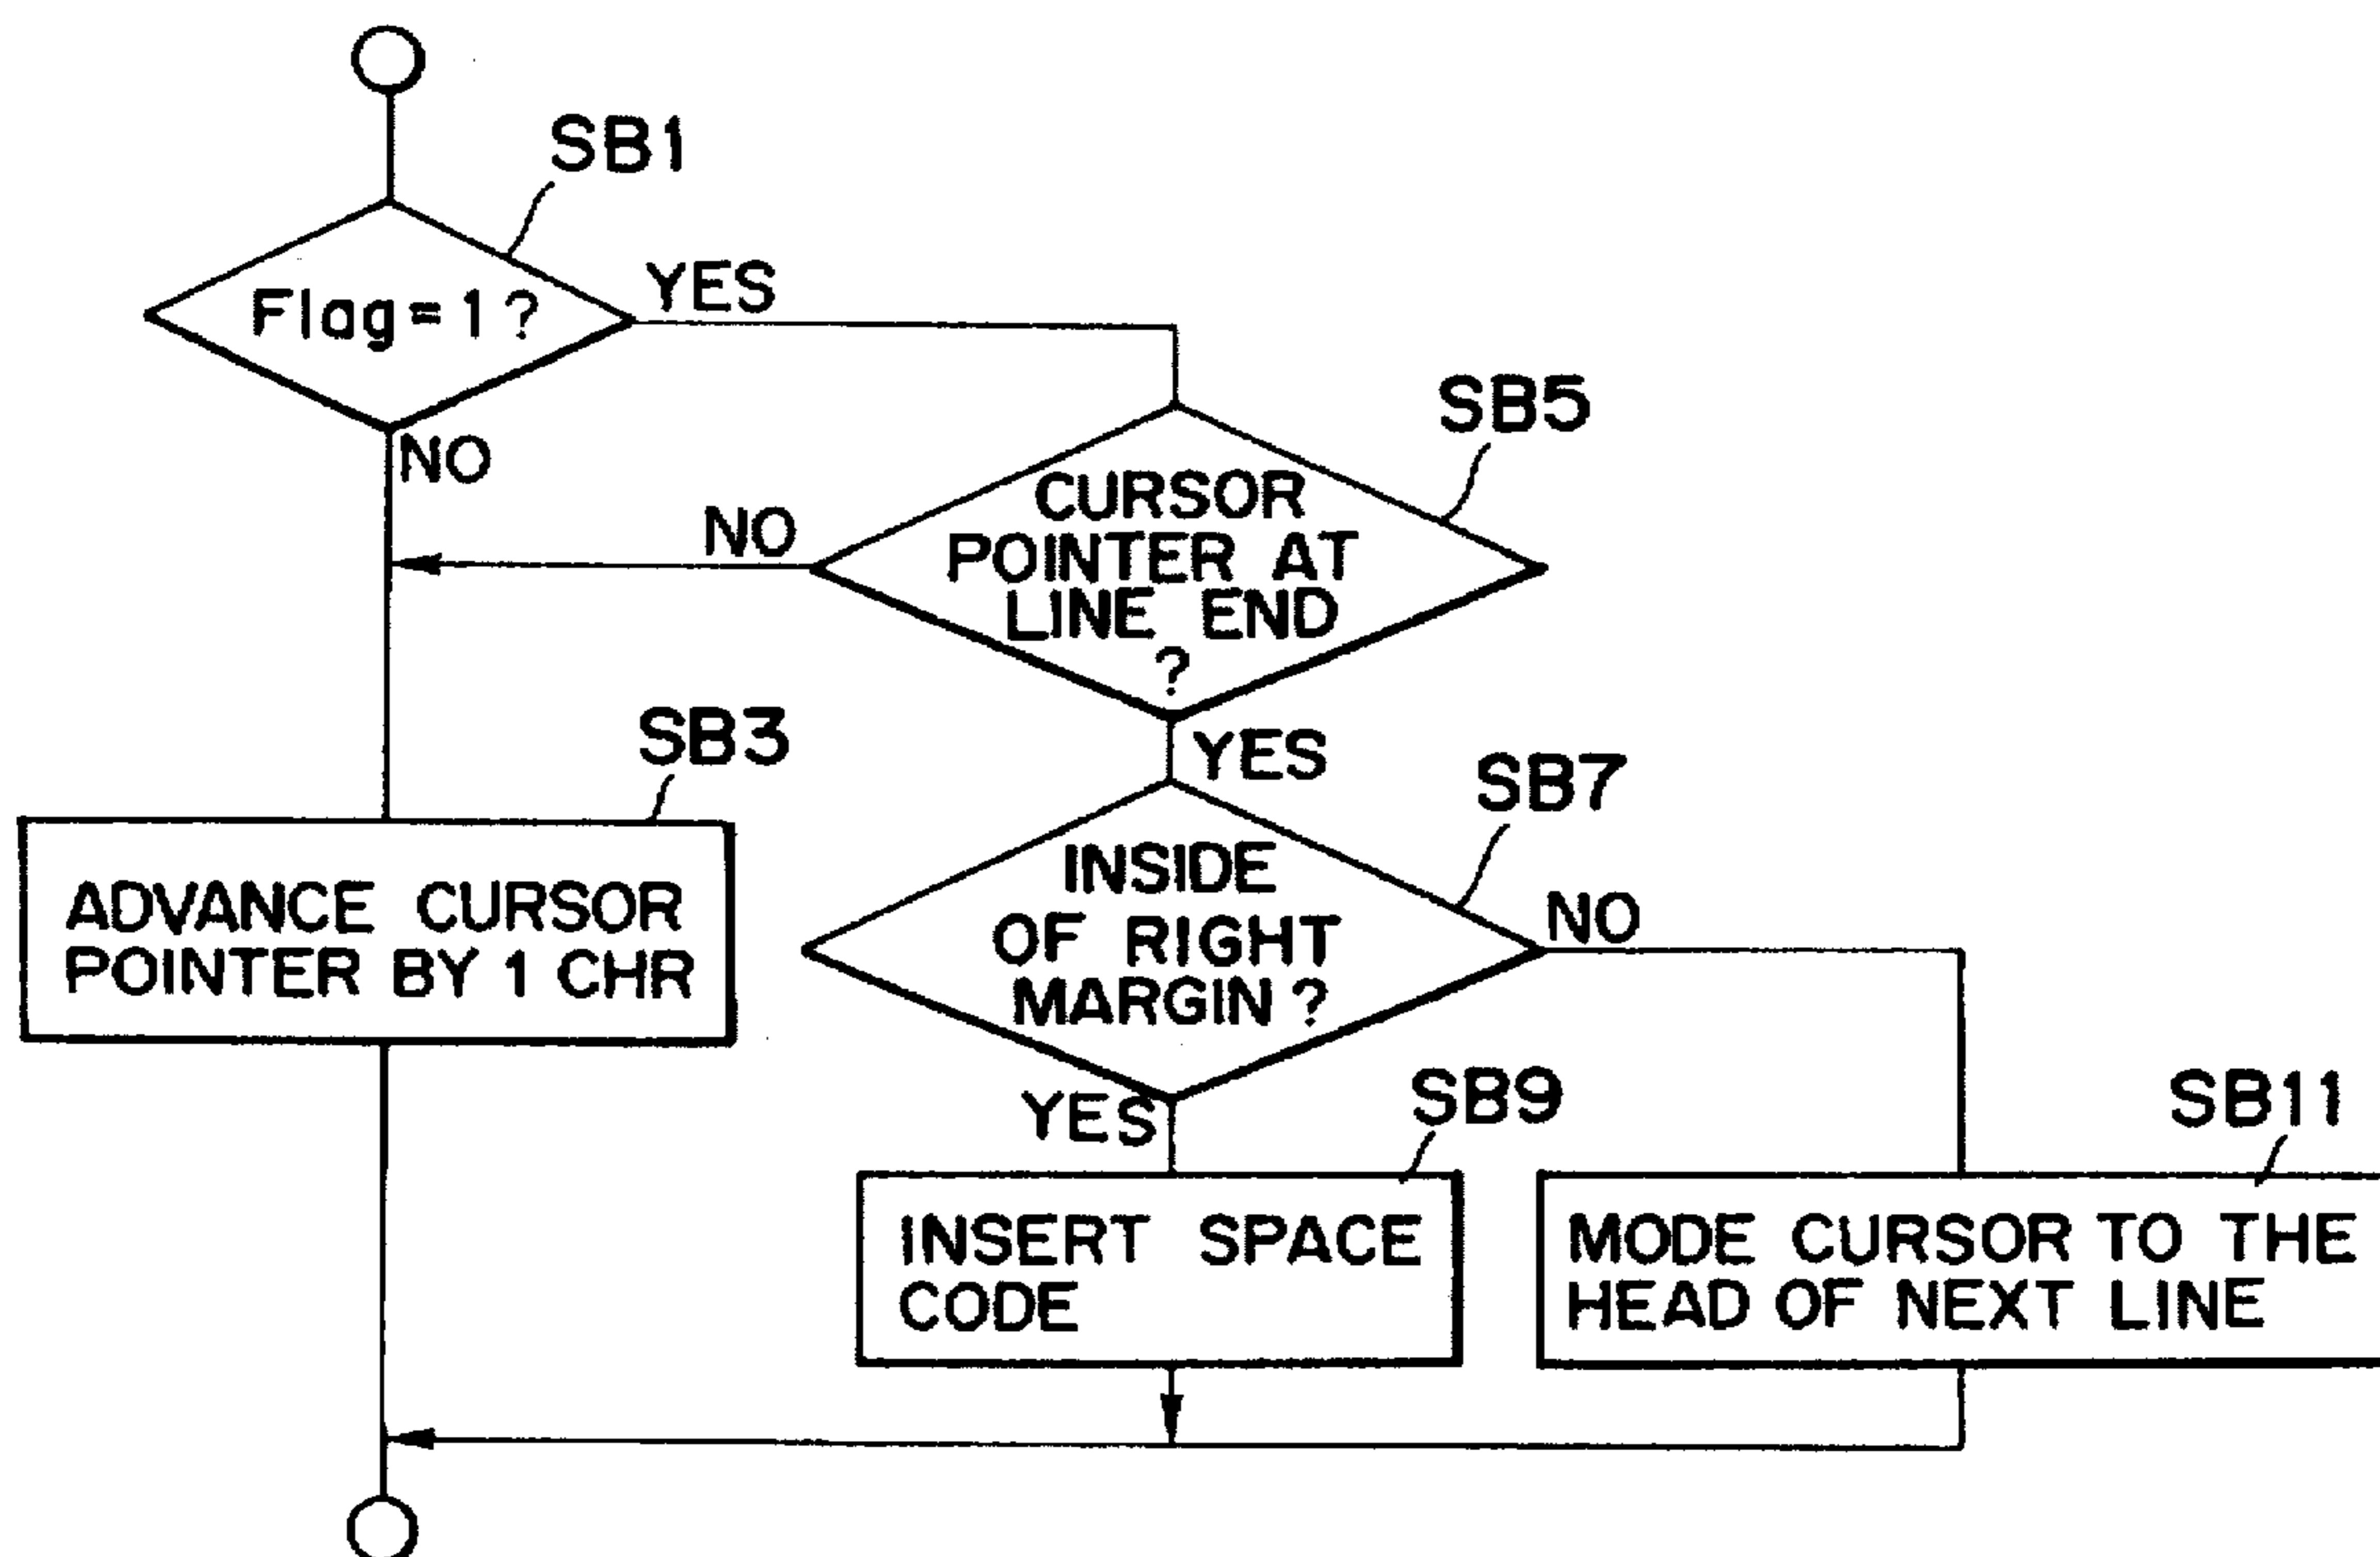 SB1
Flag=1?
YES
NO
SB5
CURSOR
POINTER AT
LINE END
?
NO
YES
SB3
ADVANCE CURSOR
POINTER BY 1 CHR
SB7
INSIDE
OF RIGHT
MARGIN?
NO
YES
SB9
INSERT SPACE
CODE
SB11
MODE CURSOR TO THE
HEAD OF NEXT LINE